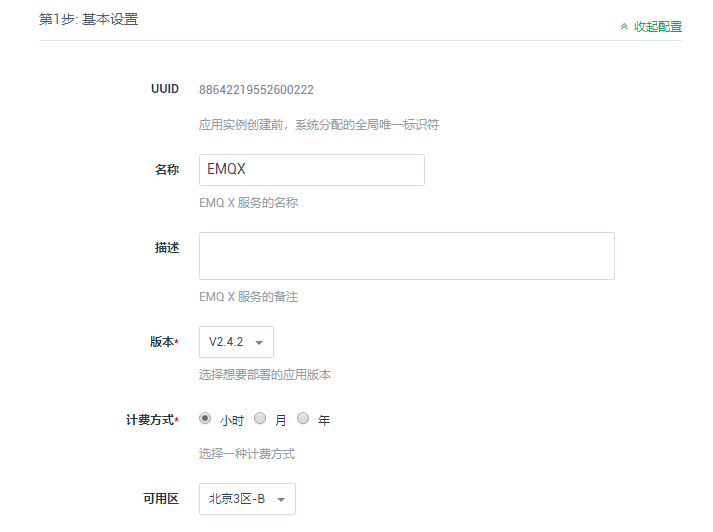 第1步: 基本设置
收起配置
UUID 88642219552600222
应用实例创建前，系统分配的全局唯一标识符
名称 EMQX
EMQ X 服务的名称
描述
EMQ X 服务的备注
版本* V2.4.2
选择想要部署的应用版本
计费方式* 小时 月 年
选择一种计费方式
可用区 北京3区-B